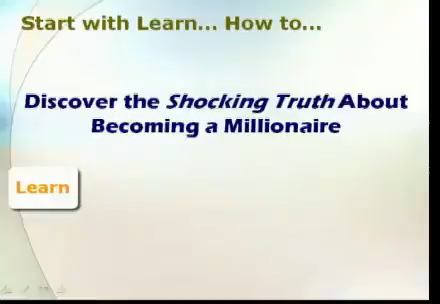 Start with Learn... How to...
Discover the Shocking Truth About
Becoming a Millionaire
Learn